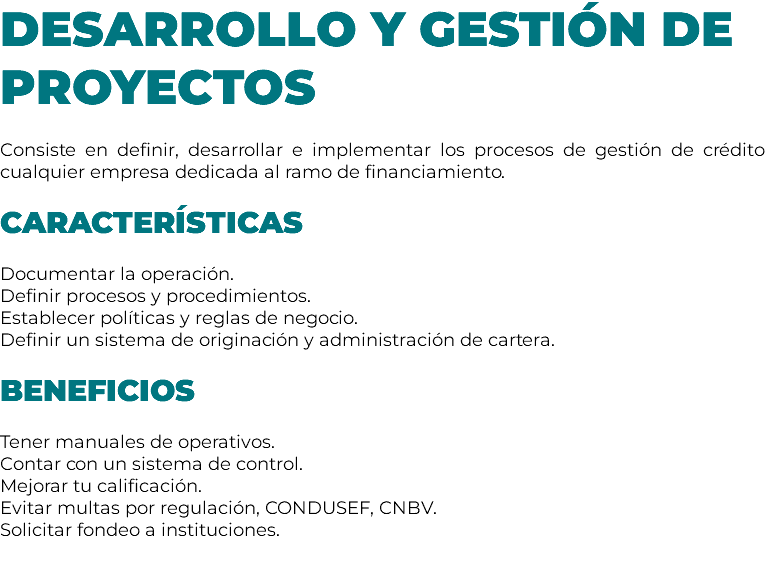 DESARROLLO Y GESTIÓN DE
PROYECTOS
Consiste en definir, desarrollar e implementar los procesos de gestión de crédito
cualquier empresa dedicada al ramo de financiamiento.
CARACTERÍSTICAS
Documentar la operación.
Definir procesos y procedimientos.
Establecer políticas y reglas de negocio.
Definir un sistema de originación y administración de cartera.
BENEFICIOS
Tener manuales de operativos.
Contar con un sistema de control.
Mejorar tu calificación.
Evitar multas por regulación, CONDUSEF, CNBV.
Solicitar fondeo a instituciones.